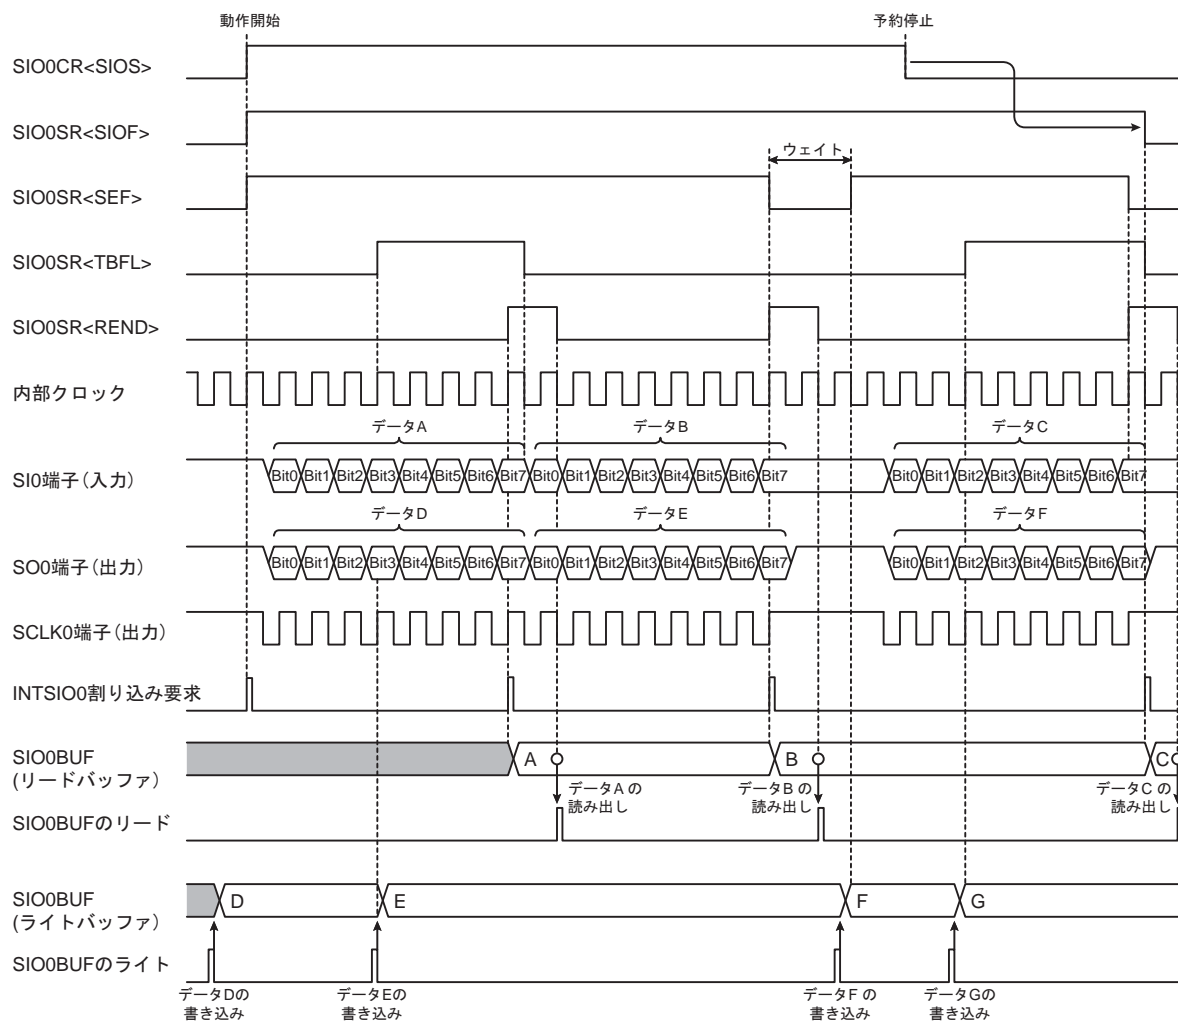 動作開始
予約停止
SIO0CR<SIOS>
SIO0SR<SIOF>
ウェイト
SIO0SR<SEF>
SIO0SR<TBFL>
SIO0SR<REND>
内部クロック
データA
データB
データC
SI0端子(入力)
Bit0 Bit1 Bit2 Bit3 Bit4 Bit5 Bit6 Bit7 Bit0 Bit1 Bit2 Bit3 Bit4 Bit5 Bit6 Bit7 Bit0 Bit1 Bit2 Bit3 Bit4 Bit5 Bit6 Bit7
データD
データE
データF
SO0端子(出力)
Bit0 Bit1 Bit2 Bit3 Bit4 Bit5 Bit6 Bit7 Bit0 Bit1 Bit2 Bit3 Bit4 Bit5 Bit6 Bit7 Bit0 Bit1 Bit2 Bit3 Bit4 Bit5 Bit6 Bit7
SCLK0端子(出力)
INTSIO0割り込み要求
SIO0BUF
(リードバッファ)
A
B
C
データAの
読み出し
データBの
読み出し
データCの
読み出し
SIO0BUFのリード
SIO0BUF
(ライトバッファ)
D
E
F
G
SIO0BUFのライト
データDの
書き込み
データEの
書き込み
データFの
書き込み
データGの
書き込み